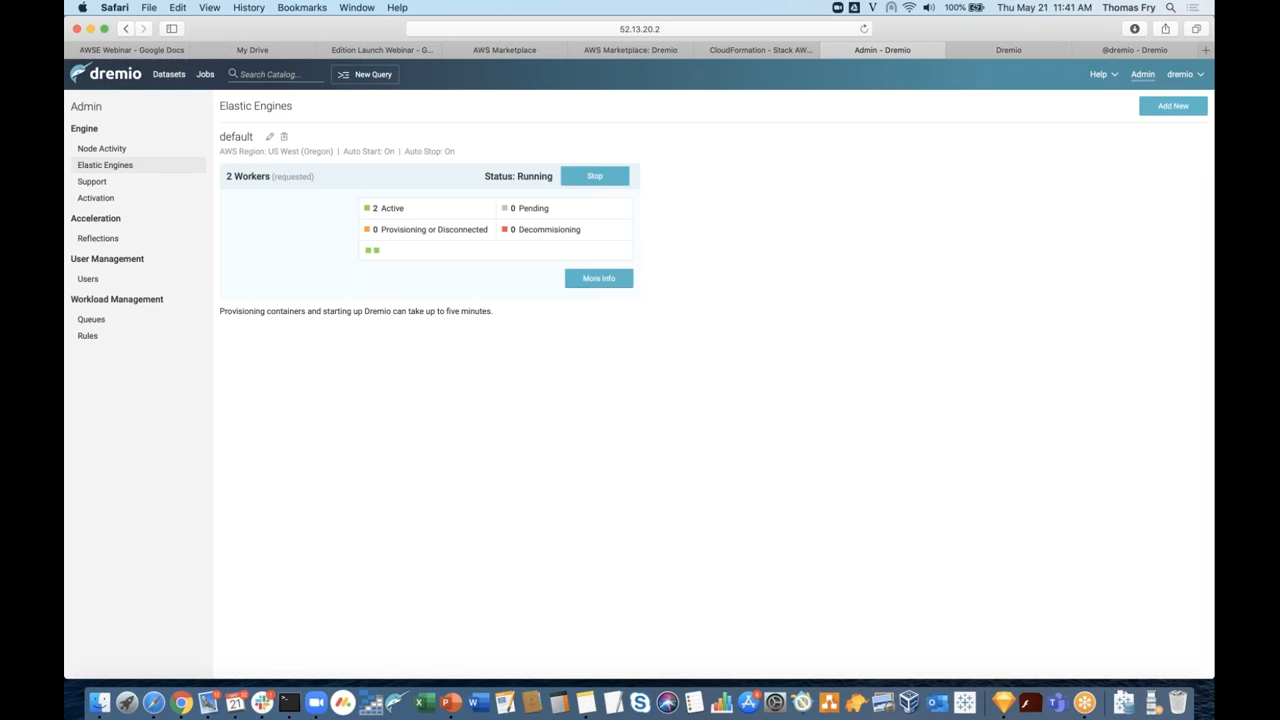 Safari File Edit View History Bookmarks Window Help 100% Thu May 21 11:41 AM Thomas Fry
52.13.20.2
AWSE Webinar - Google Docs My Drive Edition Launch Webinar - G... AWS Marketplace AWS Marketplace: Dremio CloudFormation - Stack AW... Admin - Dremio Dremio @dremio - Dremio
dremio Datasets Jobs Search Catalog... New Query Help Admin dremio
Admin
Engine
Node Activity
Elastic Engines
Support
Activation
Acceleration
Reflections
User Management
Users
Workload Management
Queues
Rules
Elastic Engines Add New
default
AWS Region: US West (Oregon) | Auto Start: On | Auto Stop: On
2 Workers (requested) Status: Running Stop
2 Active 0 Pending
0 Provisioning or Disconnected 0 Decommisioning
More Info
Provisioning containers and starting up Dremio can take up to five minutes.